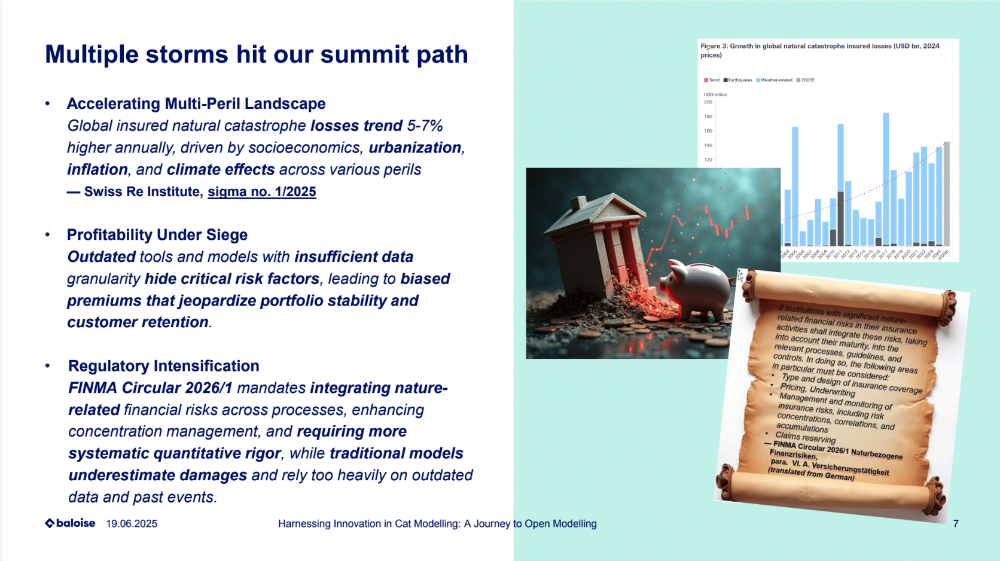 Multiple storms hit our summit path
• Accelerating Multi-Peril Landscape
Global insured natural catastrophe losses trend 5-7%
higher annually, driven by socioeconomics, urbanization,
inflation, and climate effects across various perils
— Swiss Re Institute, sigma no. 1/2025
• Profitability Under Siege
Outdated tools and models with insufficient data
granularity hide critical risk factors, leading to biased
premiums that jeopardize portfolio stability and
customer retention.
• Regulatory Intensification
FINMA Circular 2026/1 mandates integrating nature-
related financial risks across processes, enhancing
concentration management, and requiring more
systematic quantitative rigor, while traditional models
underestimate damages and rely too heavily on outdated
data and past events.
Figure 3: Growth in global natural catastrophe insured losses (USD bn, 2024
prices)
Trend Earthquakes Weather-related 2025E
USD billion
200
180
160
140
120
2004 2005 2006 2007 2008 2009 2010 2011 2012 2013 2014 2015 2016 2017 2018 2019 2020 2021 2022 2023 2024 2025E
If Institutions with significant nature-
related financial risks in their insurance
activities shall integrate these risks, taking
into account their maturity, into the
relevant processes, guidelines, and
controls. In doing so, the following areas
in particular must be considered:
• Type and design of insurance coverage
• Pricing, Underwriting
• Management and monitoring of
insurance risks, including risk
concentrations, correlations, and
accumulations
• Claims reserving
— FINMA Circular 2026/1 Naturbezogene
Finanzrisiken,
para. VI. A. Versicherungstätigkeit
(translated from German)
baloise 19.06.2025 Harnessing Innovation in Cat Modelling: A Journey to Open Modelling 7